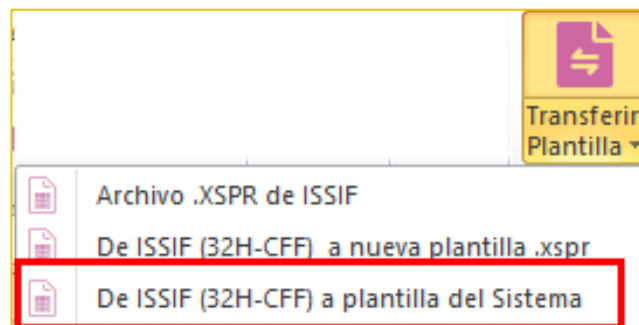 Transferir
Plantilla
Archivo .XSPR de ISSIF
De ISSIF (32H-CFF) a nueva plantilla .xspr
De ISSIF (32H-CFF) a plantilla del Sistema